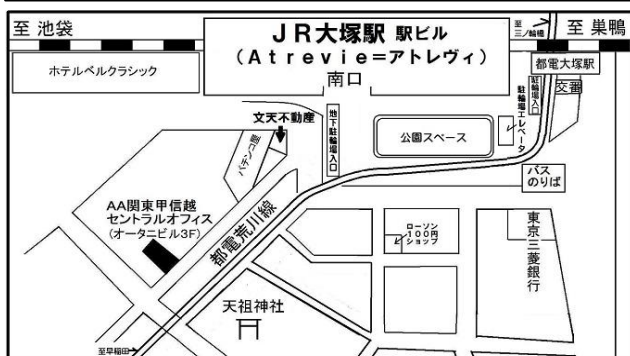 至 池袋
JR大塚駅 駅ビル
(Atrevie=アトレヴィ)
南口
至
三ノ輪橋
至 巣鴨
ホテルベルクラシック
都電大塚駅
駐輪場入口
交番
駐輪場エレベータ
文天不動産
パチンコ屋
地下駐輪場入口
公園スペース
バス
のりば
AA関東甲信越
セントラルオフィス
(オータニビル3F)
都電荒川線
ローソン
100円
ショップ
東京三菱銀行
天祖神社
至早稲田